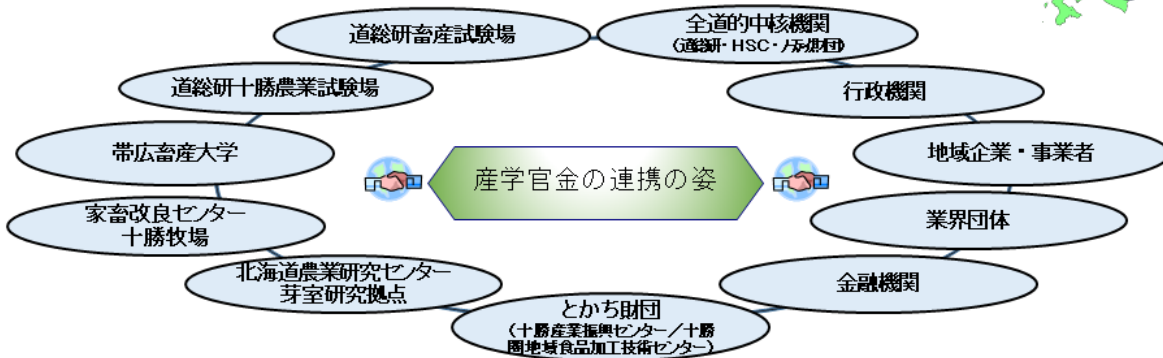 道総研畜産試験場
全道的中核機関
(道総研・HSC・ノーステック財団)
道総研十勝農業試験場
行政機関
帯広畜産大学
産学官金の連携の姿
地域企業・事業者
家畜改良センター
十勝牧場
業界団体
北海道農業研究センター
芽室研究拠点
金融機関
とかち財団
(十勝産業振興センター/十勝
圏地域食品加工技術センター)